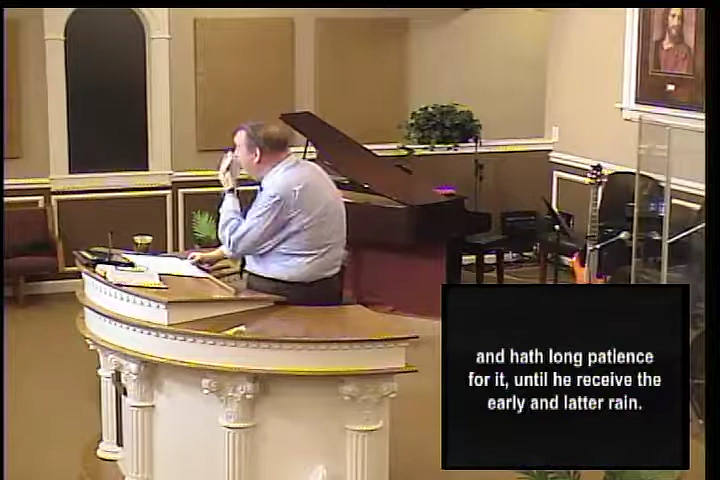 and hath long patience
for it, until he receive the
early and latter rain.